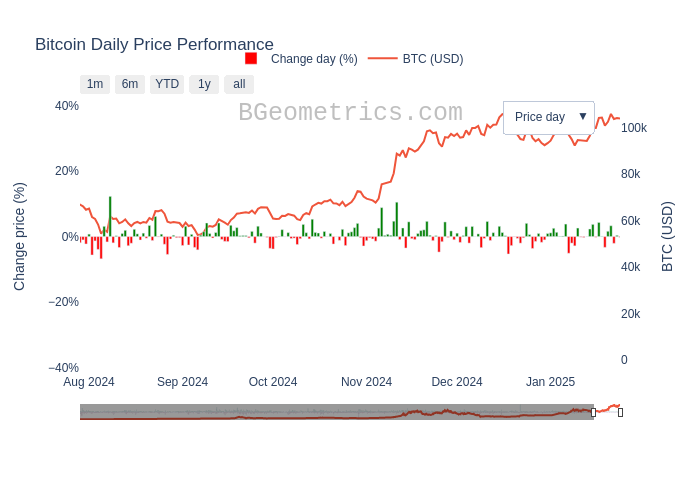 Bitcoin Daily Price Performance
Change day (%) BTC (USD)
1m 6m YTD 1y all
BGeometrics.com
Price day ▼
40%
20%
0%
−20%
−40%
Change price (%)
100k
80k
60k
40k
20k
0
BTC (USD)
Aug 2024 Sep 2024 Oct 2024 Nov 2024 Dec 2024 Jan 2025